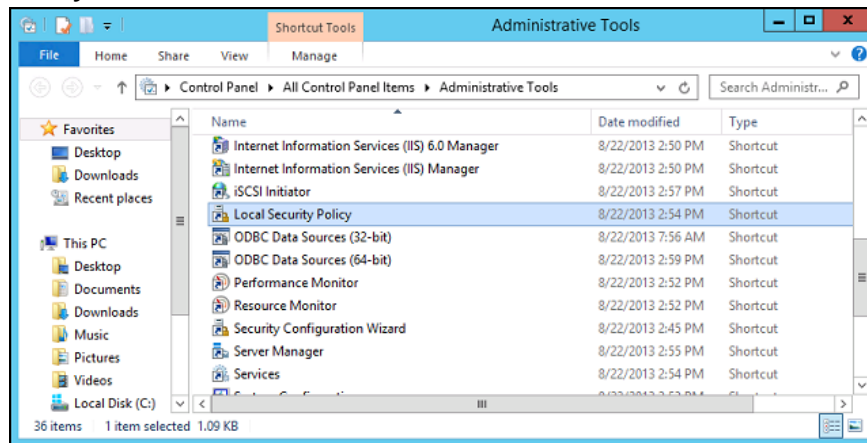 Shortcut Tools
Administrative Tools
File Home Share View Manage
Control Panel All Control Panel Items Administrative Tools
Search Administr...
Name Date modified Type
Favorites
Desktop
Downloads
Recent places
This PC
Desktop
Documents
Downloads
Music
Pictures
Videos
Local Disk (C:)
Internet Information Services (IIS) 6.0 Manager 8/22/2013 2:50 PM Shortcut
Internet Information Services (IIS) Manager 8/22/2013 2:50 PM Shortcut
iSCSI Initiator 8/22/2013 2:57 PM Shortcut
Local Security Policy 8/22/2013 2:54 PM Shortcut
ODBC Data Sources (32-bit) 8/22/2013 7:56 AM Shortcut
ODBC Data Sources (64-bit) 8/22/2013 2:59 PM Shortcut
Performance Monitor 8/22/2013 2:52 PM Shortcut
Resource Monitor 8/22/2013 2:52 PM Shortcut
Security Configuration Wizard 8/22/2013 2:45 PM Shortcut
Server Manager 8/22/2013 2:55 PM Shortcut
Services 8/22/2013 2:54 PM Shortcut
36 items 1 item selected 1.09 KB